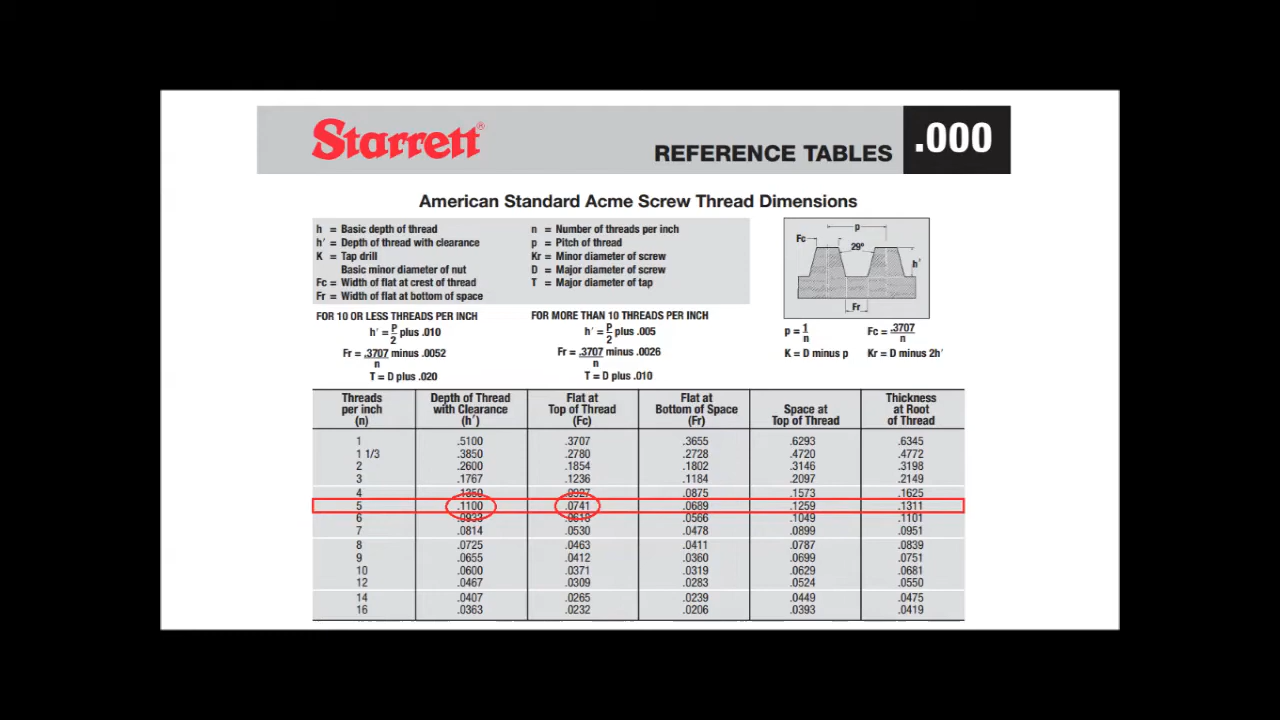 Starrett®
REFERENCE TABLES
.000
American Standard Acme Screw Thread Dimensions
h = Basic depth of thread
h′ = Depth of thread with clearance
K = Tap drill
Basic minor diameter of nut
Fc = Width of flat at crest of thread
Fr = Width of flat at bottom of space
n = Number of threads per inch
p = Pitch of thread
Kr = Minor diameter of screw
D = Major diameter of screw
T = Major diameter of tap
p
Fc
29°
h′
Fr
FOR 10 OR LESS THREADS PER INCH
h′ = P/2 plus .010
Fr = .3707/n minus .0052
T = D plus .020
FOR MORE THAN 10 THREADS PER INCH
h′ = P/2 plus .005
Fr = .3707/n minus .0026
T = D plus .010
p = 1/n
Fc = .3707/n
K = D minus p
Kr = D minus 2h′
Threads per inch (n) Depth of Thread with Clearance (h′) Flat at Top of Thread (Fc) Flat at Bottom of Space (Fr) Space at Top of Thread Thickness at Root of Thread
1 .5100 .3707 .3655 .6293 .6345
1 1/3 .3850 .2780 .2728 .4720 .4772
2 .2600 .1854 .1802 .3146 .3198
3 .1767 .1236 .1184 .2097 .2149
4 .1350 .0927 .0875 .1573 .1625
5 .1100 .0741 .0689 .1259 .1311
6 .0933 .0618 .0566 .1049 .1101
7 .0814 .0530 .0478 .0899 .0951
8 .0725 .0463 .0411 .0787 .0839
9 .0655 .0412 .0360 .0699 .0751
10 .0600 .0371 .0319 .0629 .0681
12 .0467 .0309 .0283 .0524 .0550
14 .0407 .0265 .0239 .0449 .0475
16 .0363 .0232 .0206 .0393 .0419